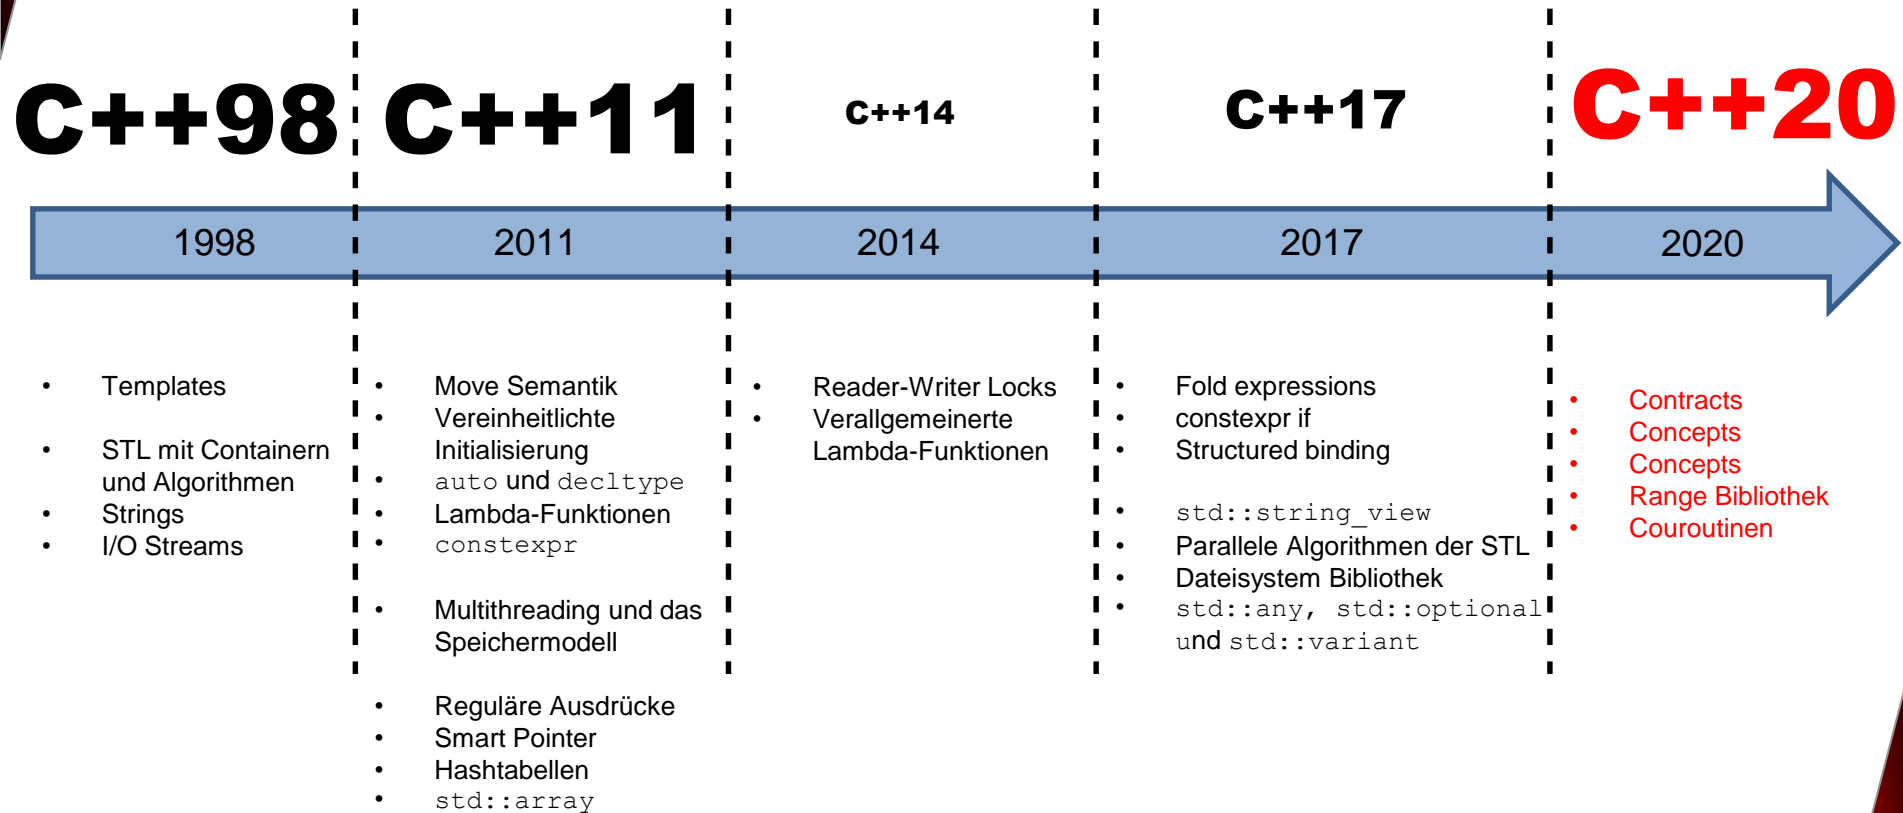 C++98
C++11
C++14
C++17
C++20
1998
2011
2014
2017
2020
• Templates
• STL mit Containern
und Algorithmen
• Strings
• I/O Streams
• Move Semantik
• Vereinheitlichte
Initialisierung
• auto und decltype
• Lambda-Funktionen
• constexpr
• Multithreading und das
Speichermodell
• Reguläre Ausdrücke
• Smart Pointer
• Hashtabellen
• std::array
• Reader-Writer Locks
• Verallgemeinerte
Lambda-Funktionen
• Fold expressions
• constexpr if
• Structured binding
• std::string_view
• Parallele Algorithmen der STL
• Dateisystem Bibliothek
• std::any, std::optional
und std::variant
• Contracts
• Concepts
• Concepts
• Range Bibliothek
• Couroutinen